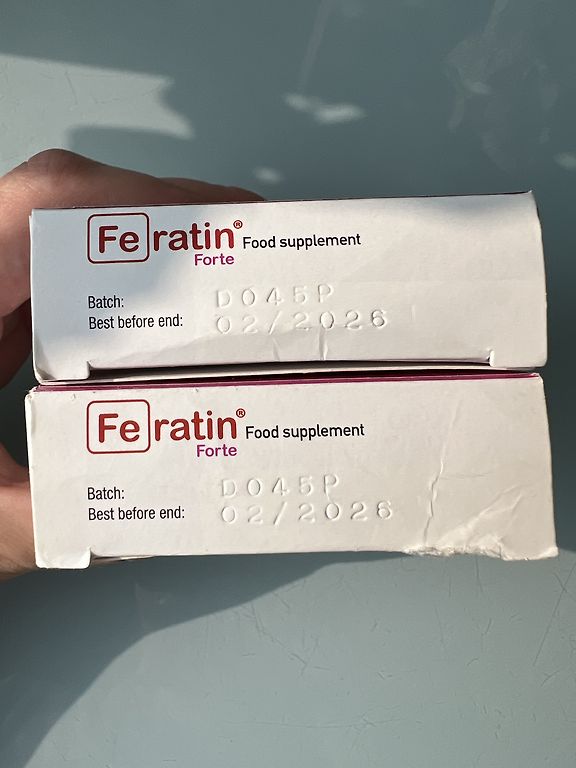 Feratin® Food supplement
Forte
Batch: D045P
Best before end: 02/2026
Feratin® Food supplement
Forte
Batch: D045P
Best before end: 02/2026